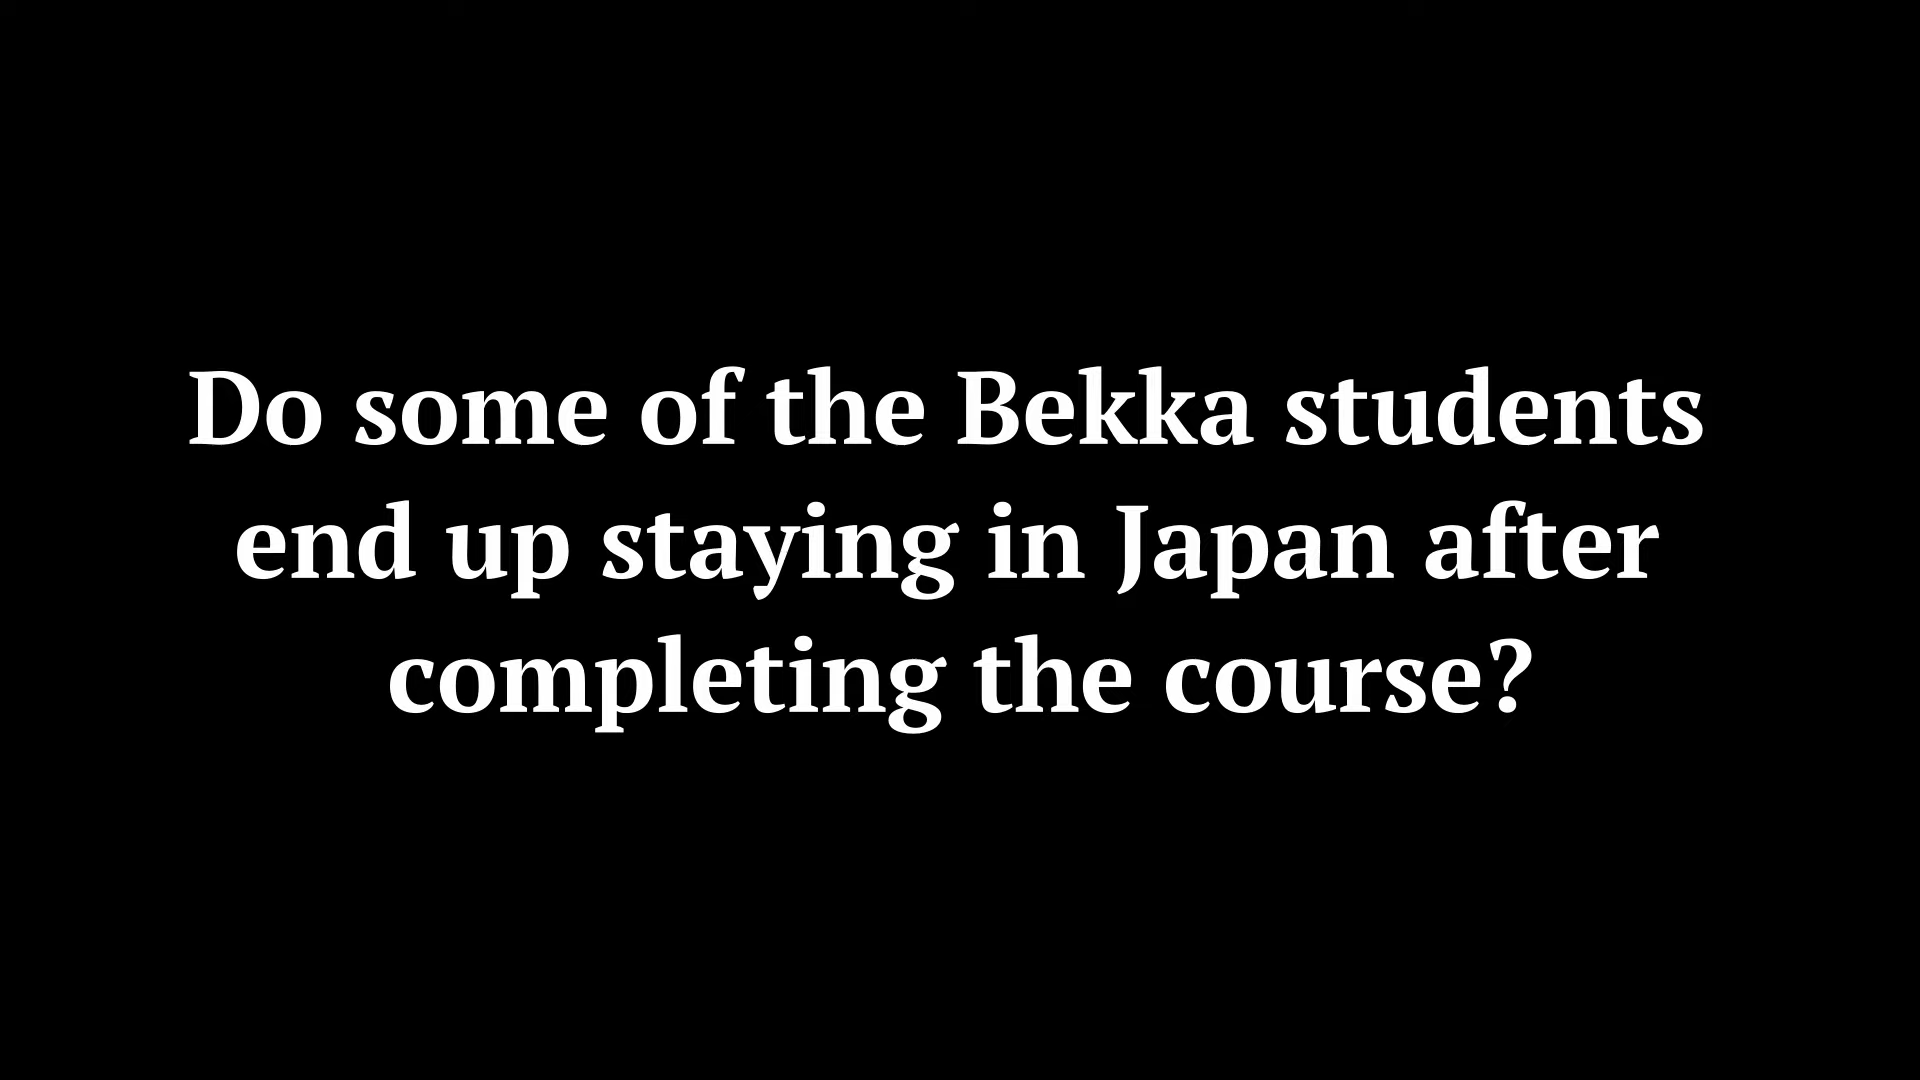 Do some of the Bekka students
end up staying in Japan after
completing the course?